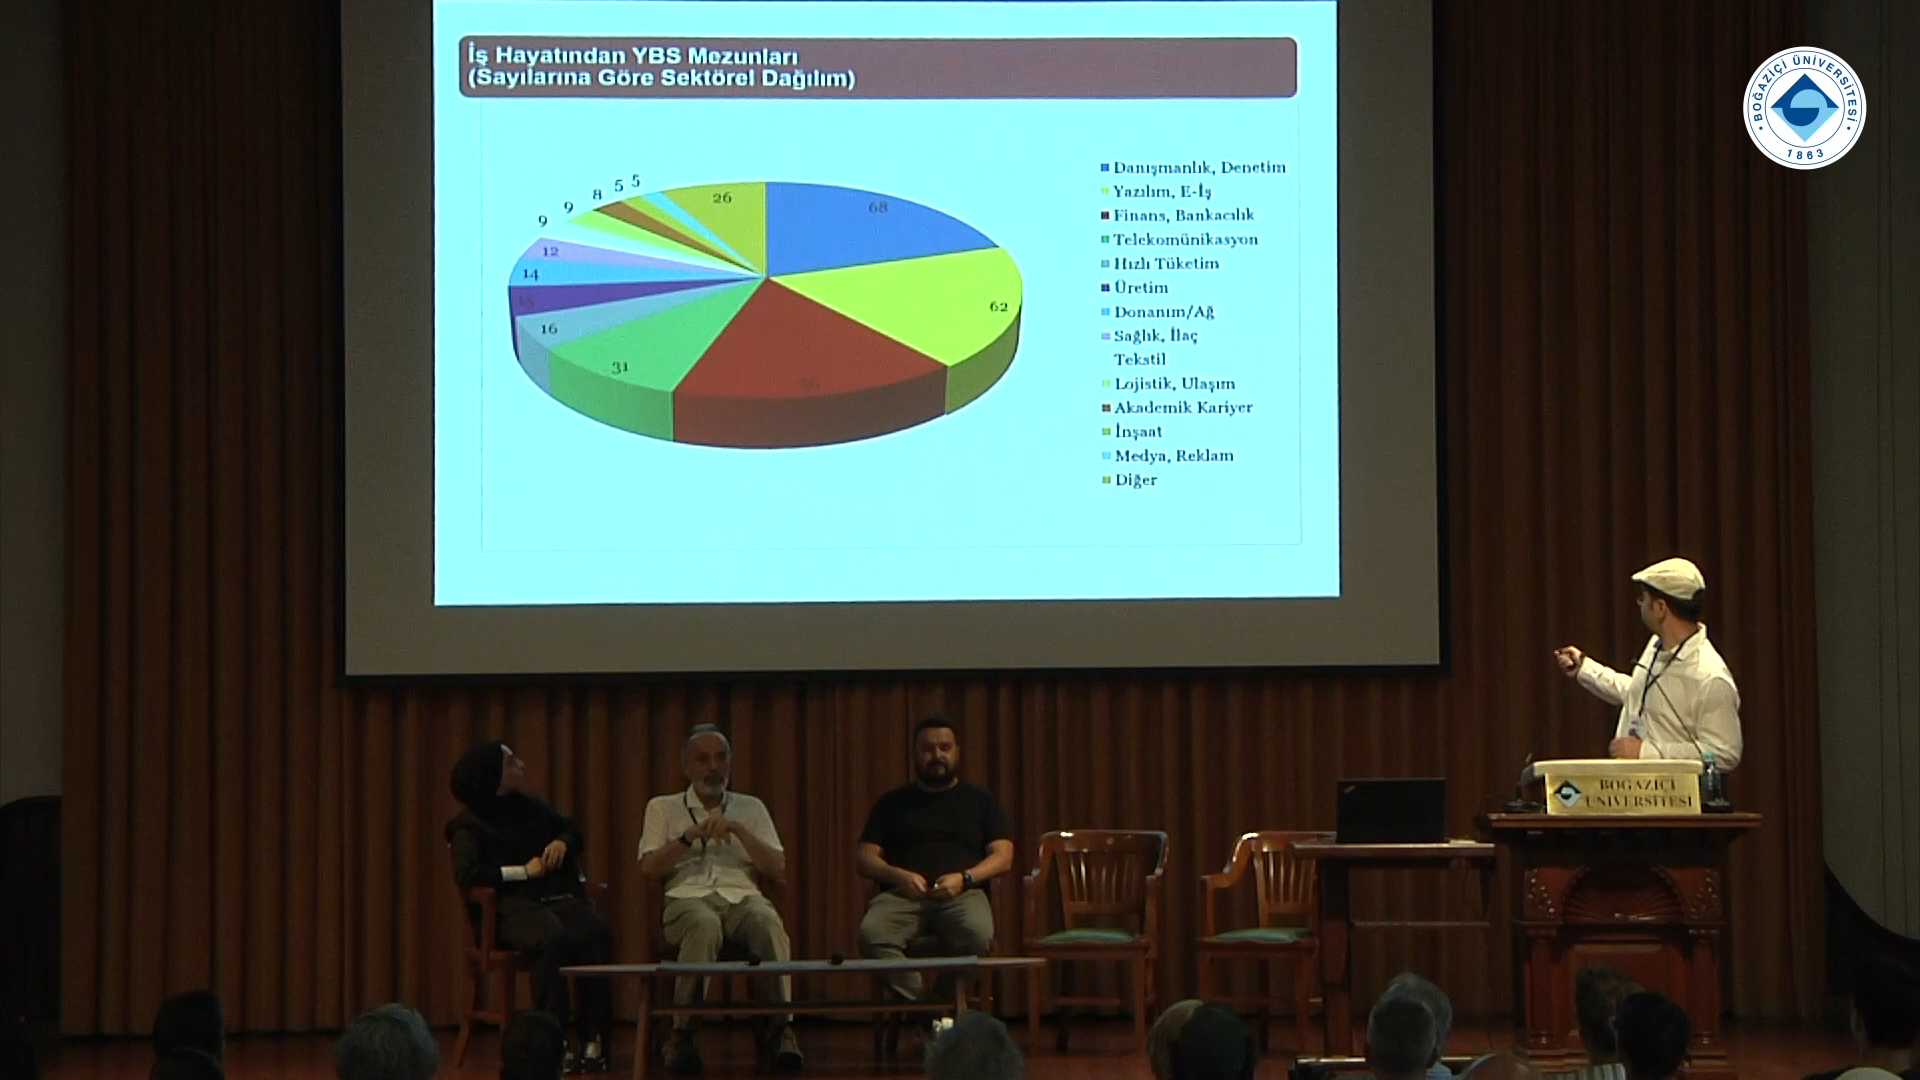 İş Hayatından YBS Mezunları
(Sayılarına Göre Sektörel Dağılım)
68
62
31
16
14
12
9
9
8
5
5
26
Danışmanlık, Denetim
Yazılım, E-İş
Finans, Bankacılık
Telekomünikasyon
Hızlı Tüketim
Üretim
Donanım/Ağ
Sağlık, İlaç
Tekstil
Lojistik, Ulaşım
Akademik Kariyer
İnşaat
Medya, Reklam
Diğer
BOĞAZİÇİ ÜNİVERSİTESİ
1863
BOĞAZİÇİ
ÜNİVERSİTESİ